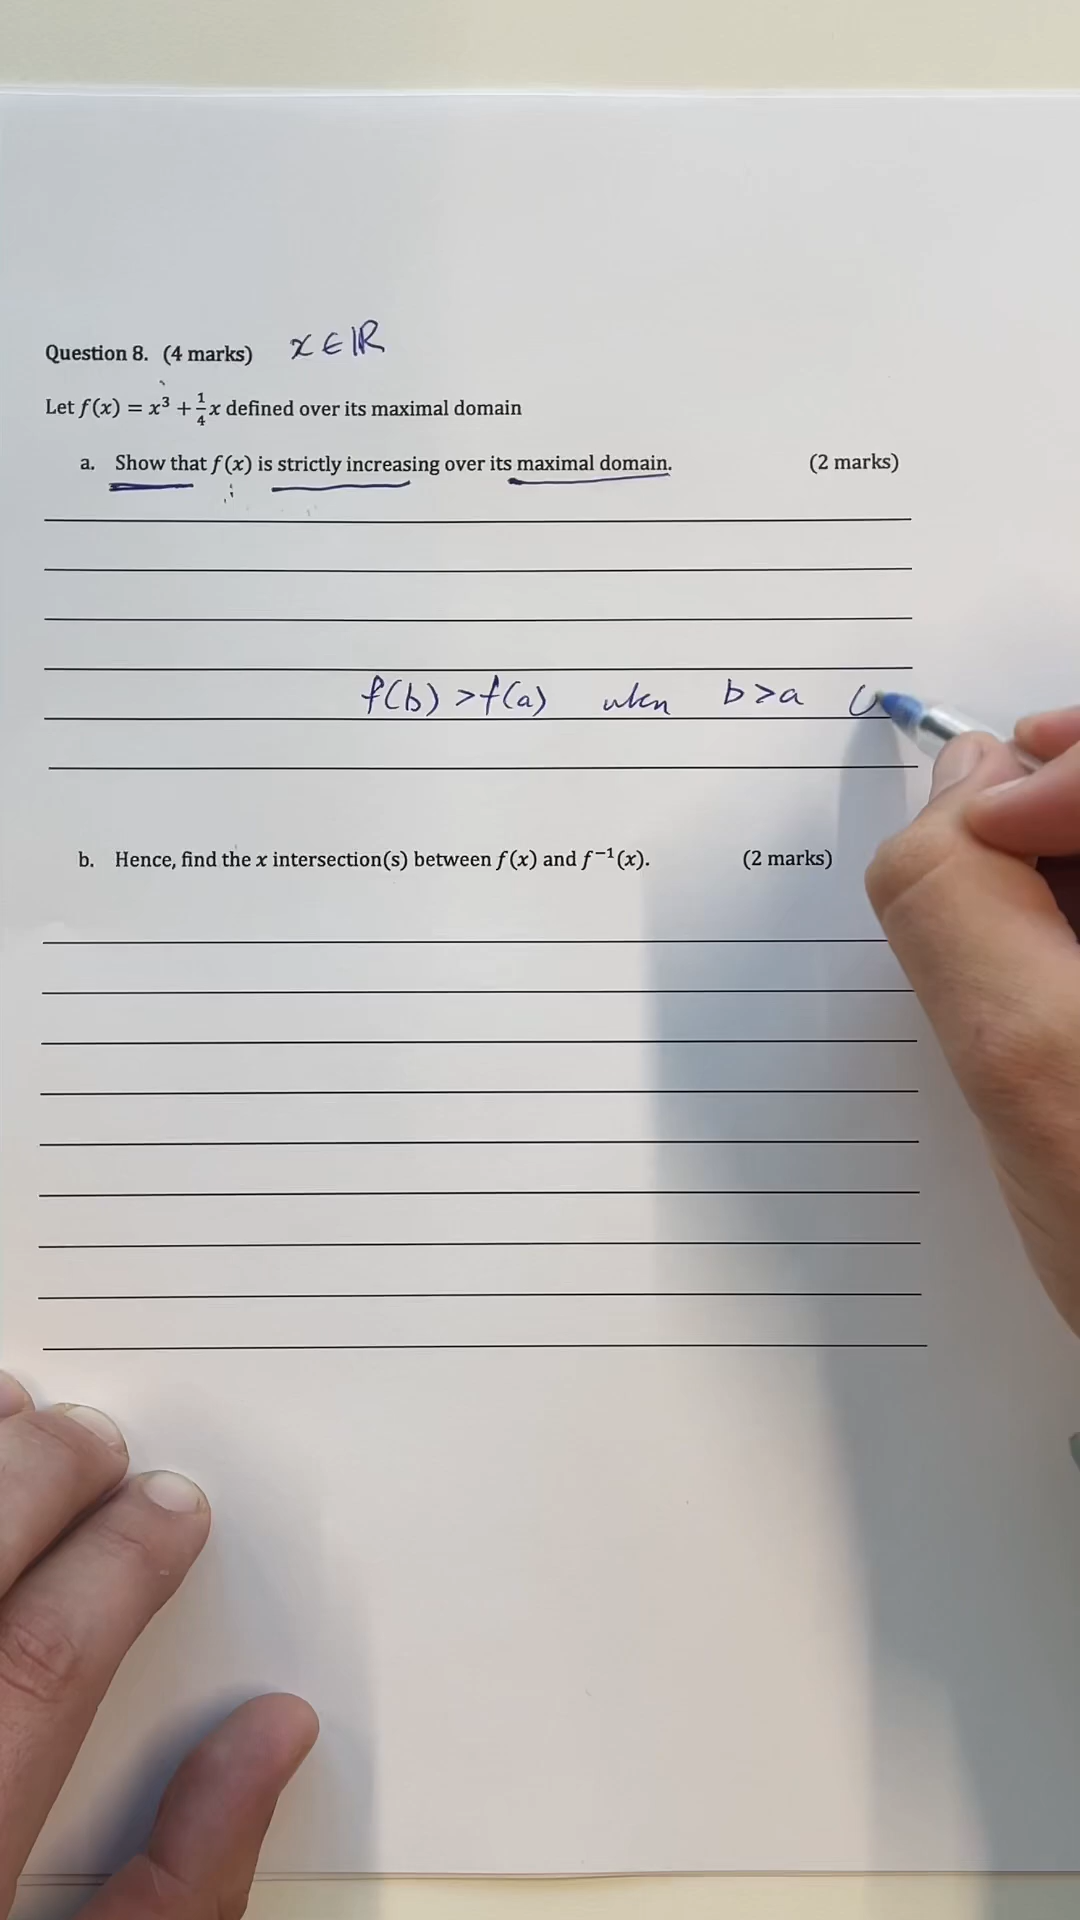 Question 8. (4 marks) x ∈ ℝ
Let f(x) = x³ + 1/4 x defined over its maximal domain
a. Show that f(x) is strictly increasing over its maximal domain. (2 marks)
f(b) > f(a) when b > a
b. Hence, find the x intersection(s) between f(x) and f⁻¹(x). (2 marks)